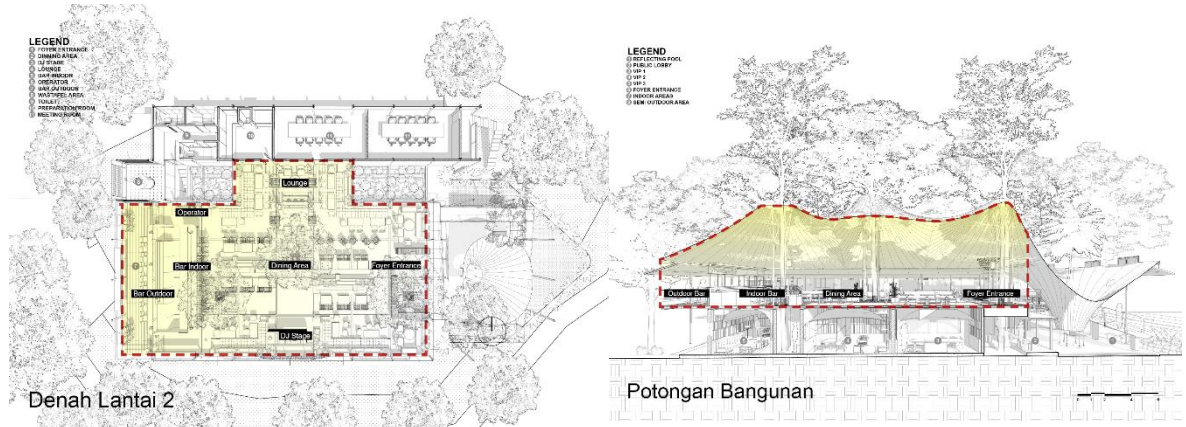 LEGEND
FOYER ENTRANCE
DINNING AREA
DJ STAGE
LOUNGE
BAR INDOOR
OPERATOR
BAR OUTDOOR
WASTAFEL AREA
TOILET
PREPARATION ROOM
MEETING ROOM
Lounge
Operator
Bar Indoor
Dining Area
Foyer Entrance
Bar Outdoor
DJ Stage
Denah Lantai 2
LEGEND
REFLECTING POOL
PUBLIC LOBBY
VIP 1
VIP 2
VIP 3
FOYER ENTRANCE
INDOOR AREAS
SEMI OUTDOOR AREA
Outdoor Bar
Indoor Bar
Dining Area
Foyer Entrance
Potongan Bangunan